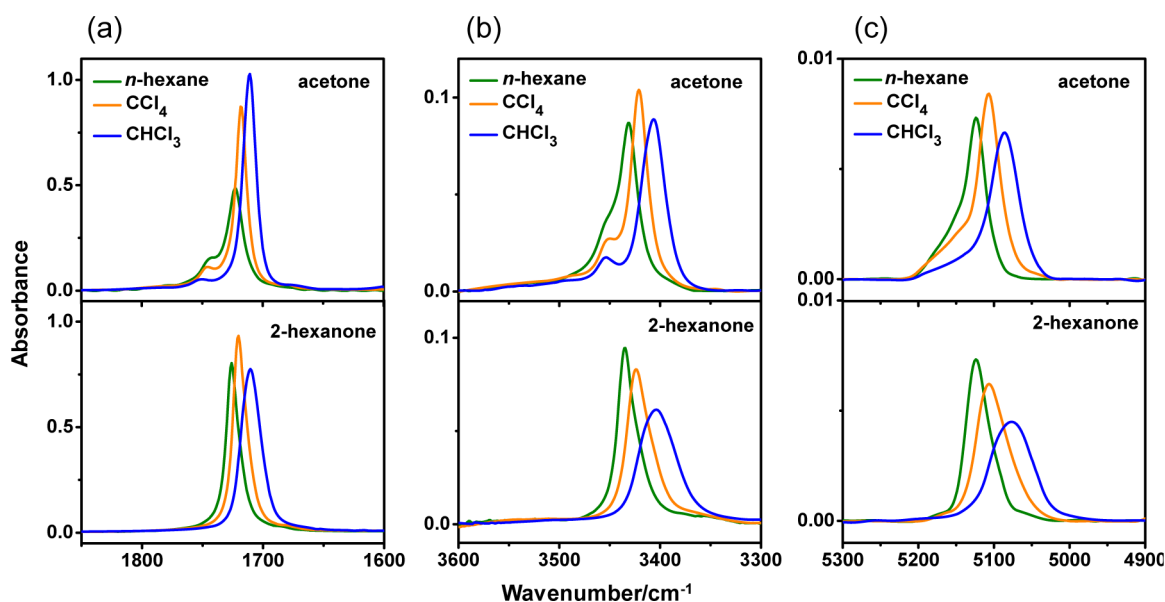 (a)
(b)
(c)
n-hexane
CCl4
CHCl3
acetone
n-hexane
CCl4
CHCl3
acetone
n-hexane
CCl4
CHCl3
acetone
1.0
0.5
0.0
0.1
0.0
0.01
0.00
2-hexanone
2-hexanone
2-hexanone
1.0
0.5
0.0
0.1
0.0
0.01
0.00
1800
1700
1600
3600
3500
3400
3300
5300
5200
5100
5000
4900
Absorbance
Wavenumber/cm-1